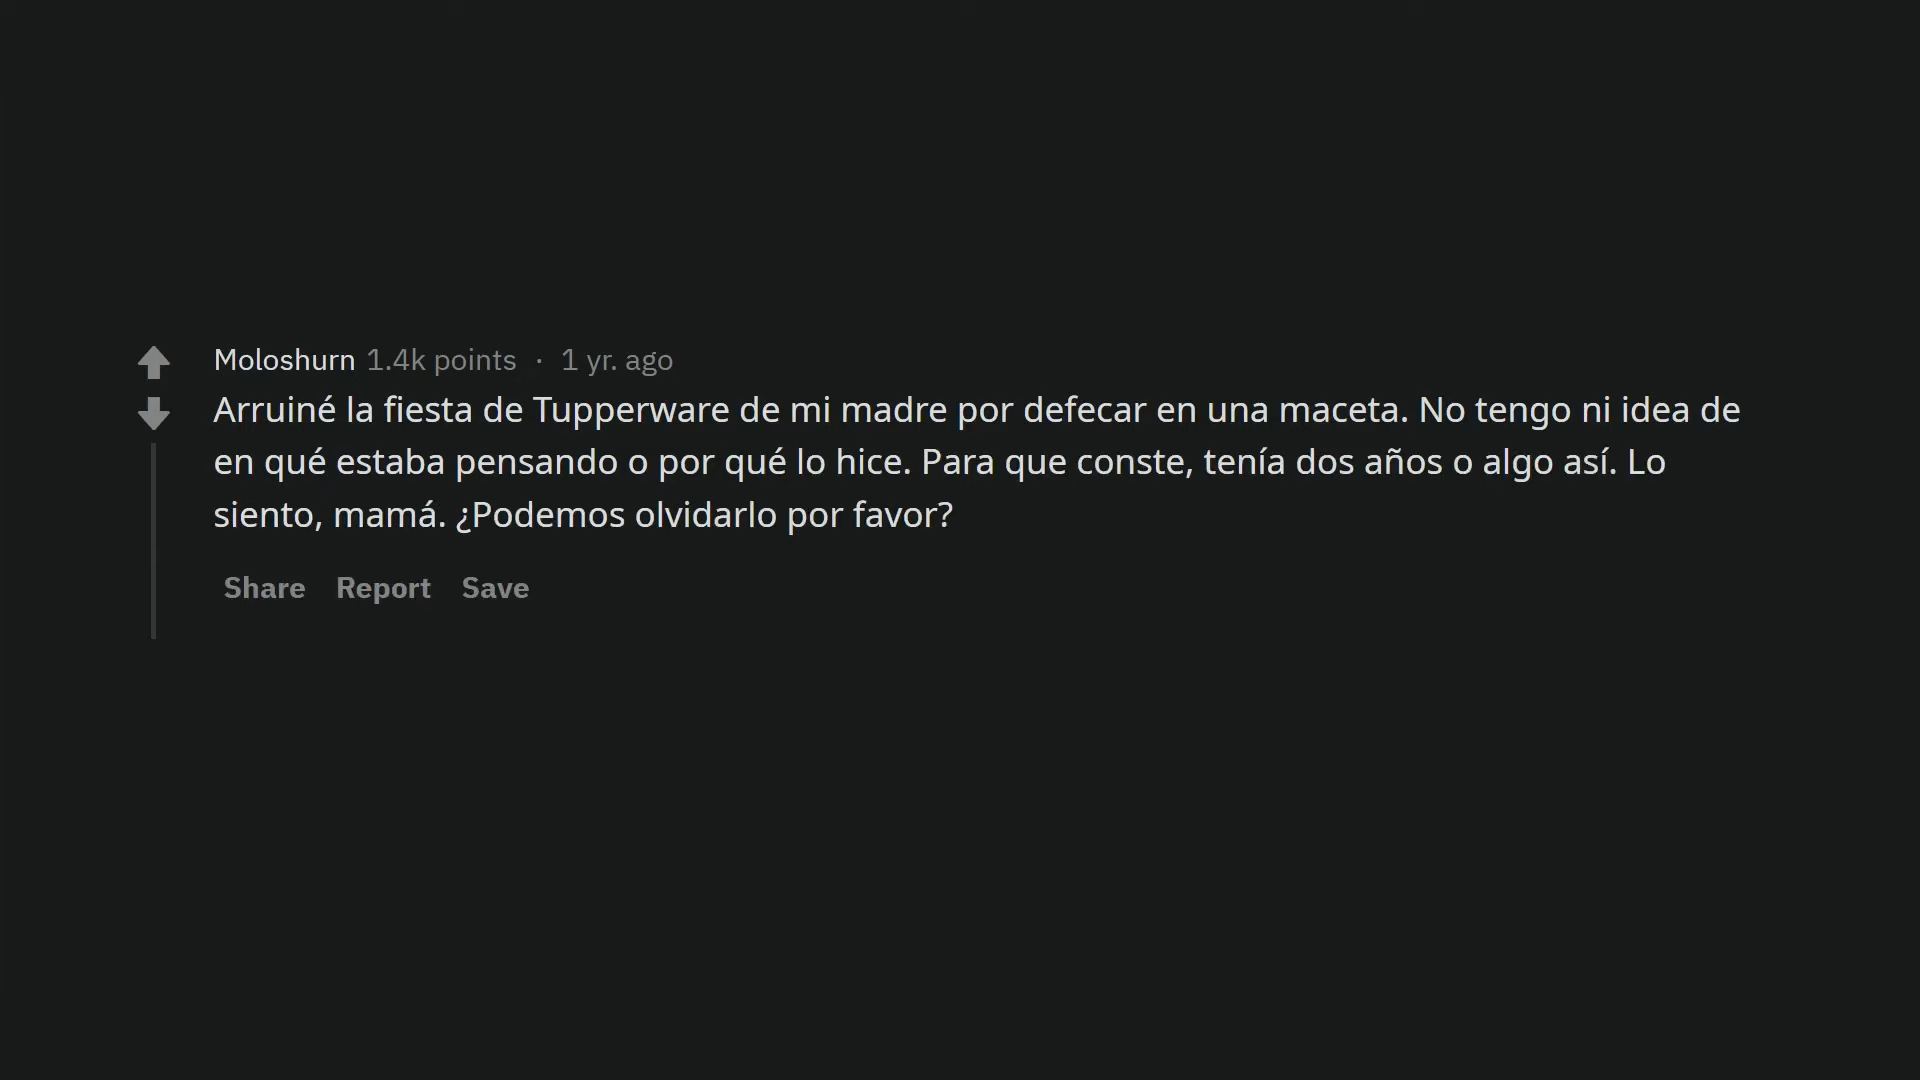 Moloshurn 1.4k points · 1 yr. ago
Arruiné la fiesta de Tupperware de mi madre por defecar en una maceta. No tengo ni idea de
en qué estaba pensando o por qué lo hice. Para que conste, tenía dos años o algo así. Lo
siento, mamá. ¿Podemos olvidarlo por favor?
Share Report Save